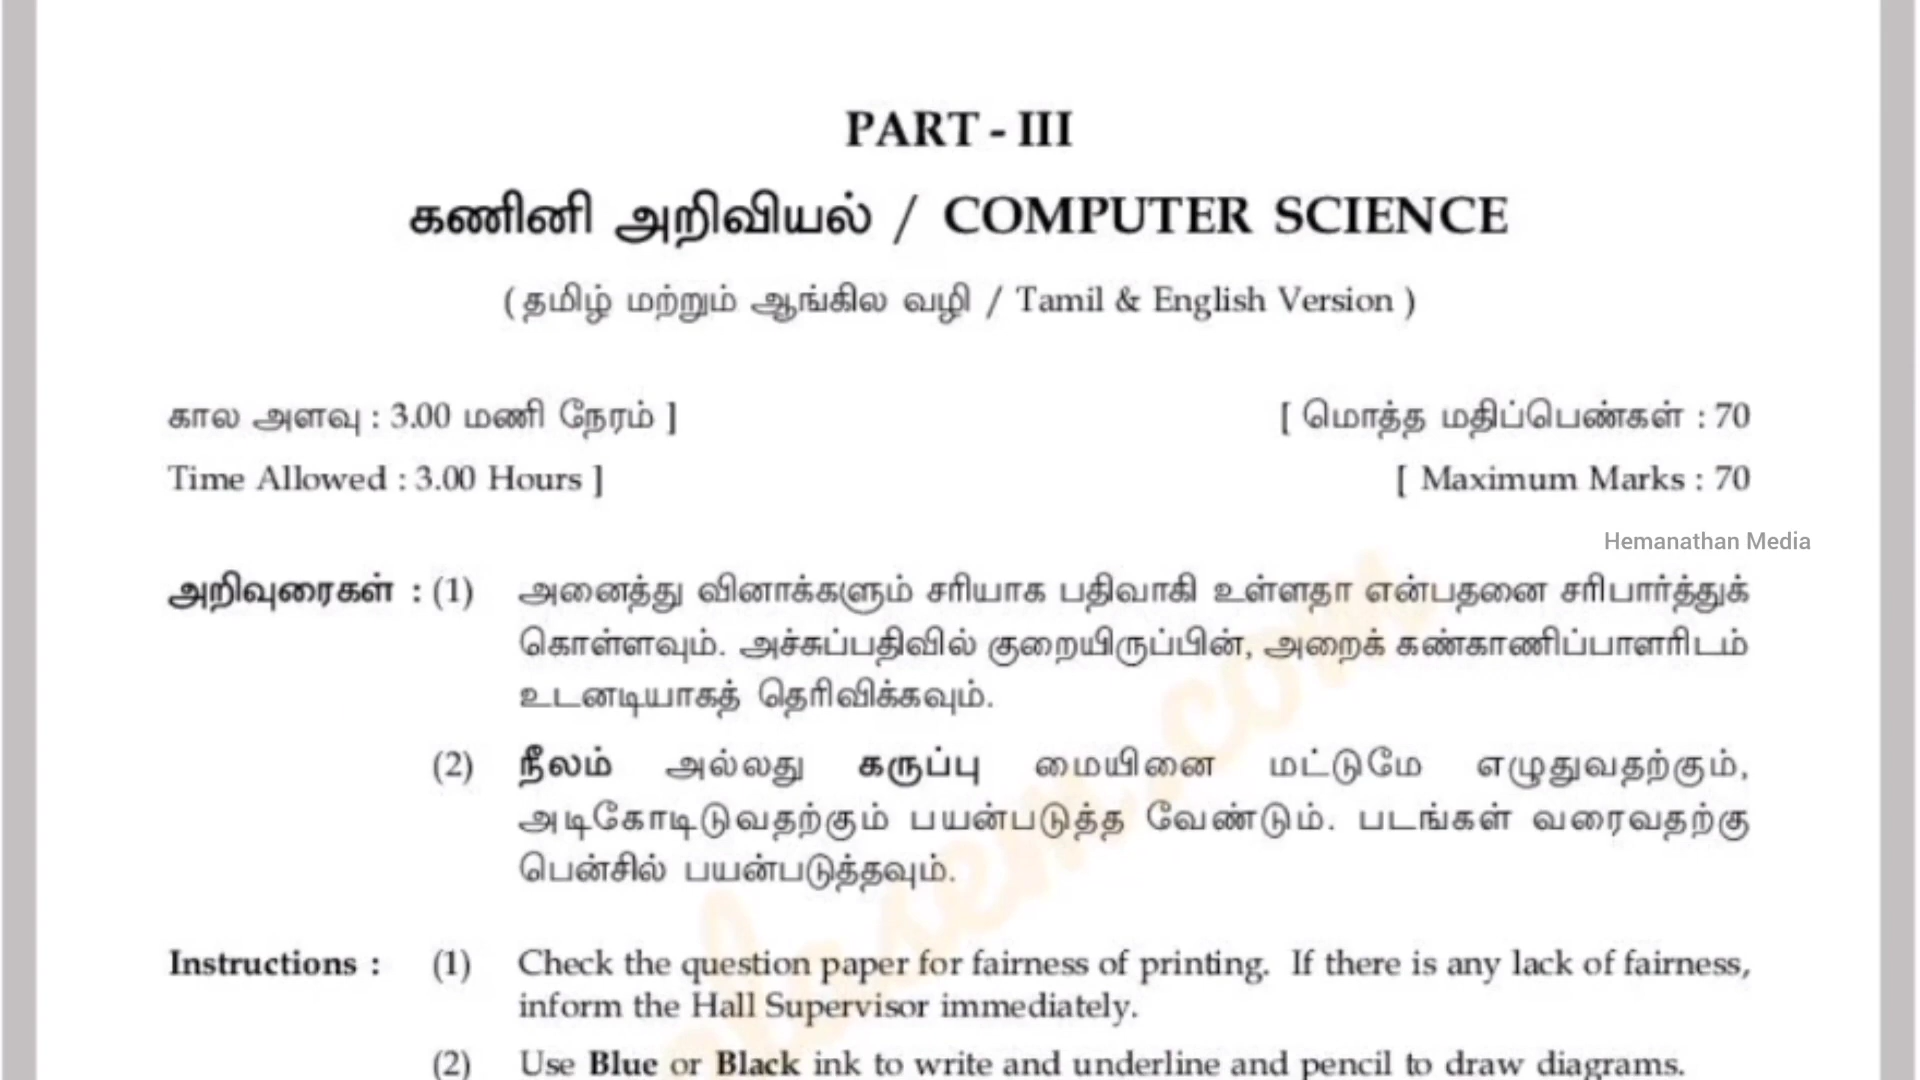 PART - III
கணினி அறிவியல் / COMPUTER SCIENCE
( தமிழ் மற்றும் ஆங்கில வழி / Tamil & English Version )
கால அளவு : 3.00 மணி நேரம் ]
[ மொத்த மதிப்பெண்கள் : 70
Time Allowed : 3.00 Hours ]
[ Maximum Marks : 70
Hemanathan Media
அறிவுரைகள் : (1) அனைத்து வினாக்களும் சரியாக பதிவாகி உள்ளதா என்பதனை சரிபார்த்துக்
கொள்ளவும். அச்சுப்பதிவில் குறையிருப்பின், அறைக் கண்காணிப்பாளரிடம்
உடனடியாகத் தெரிவிக்கவும்.
(2) நீலம் அல்லது கருப்பு மையினை மட்டுமே எழுதுவதற்கும்,
அடிகோடிடுவதற்கும் பயன்படுத்த வேண்டும். படங்கள் வரைவதற்கு
பென்சில் பயன்படுத்தவும்.
Instructions : (1) Check the question paper for fairness of printing. If there is any lack of fairness,
inform the Hall Supervisor immediately.
(2) Use Blue or Black ink to write and underline and pencil to draw diagrams.